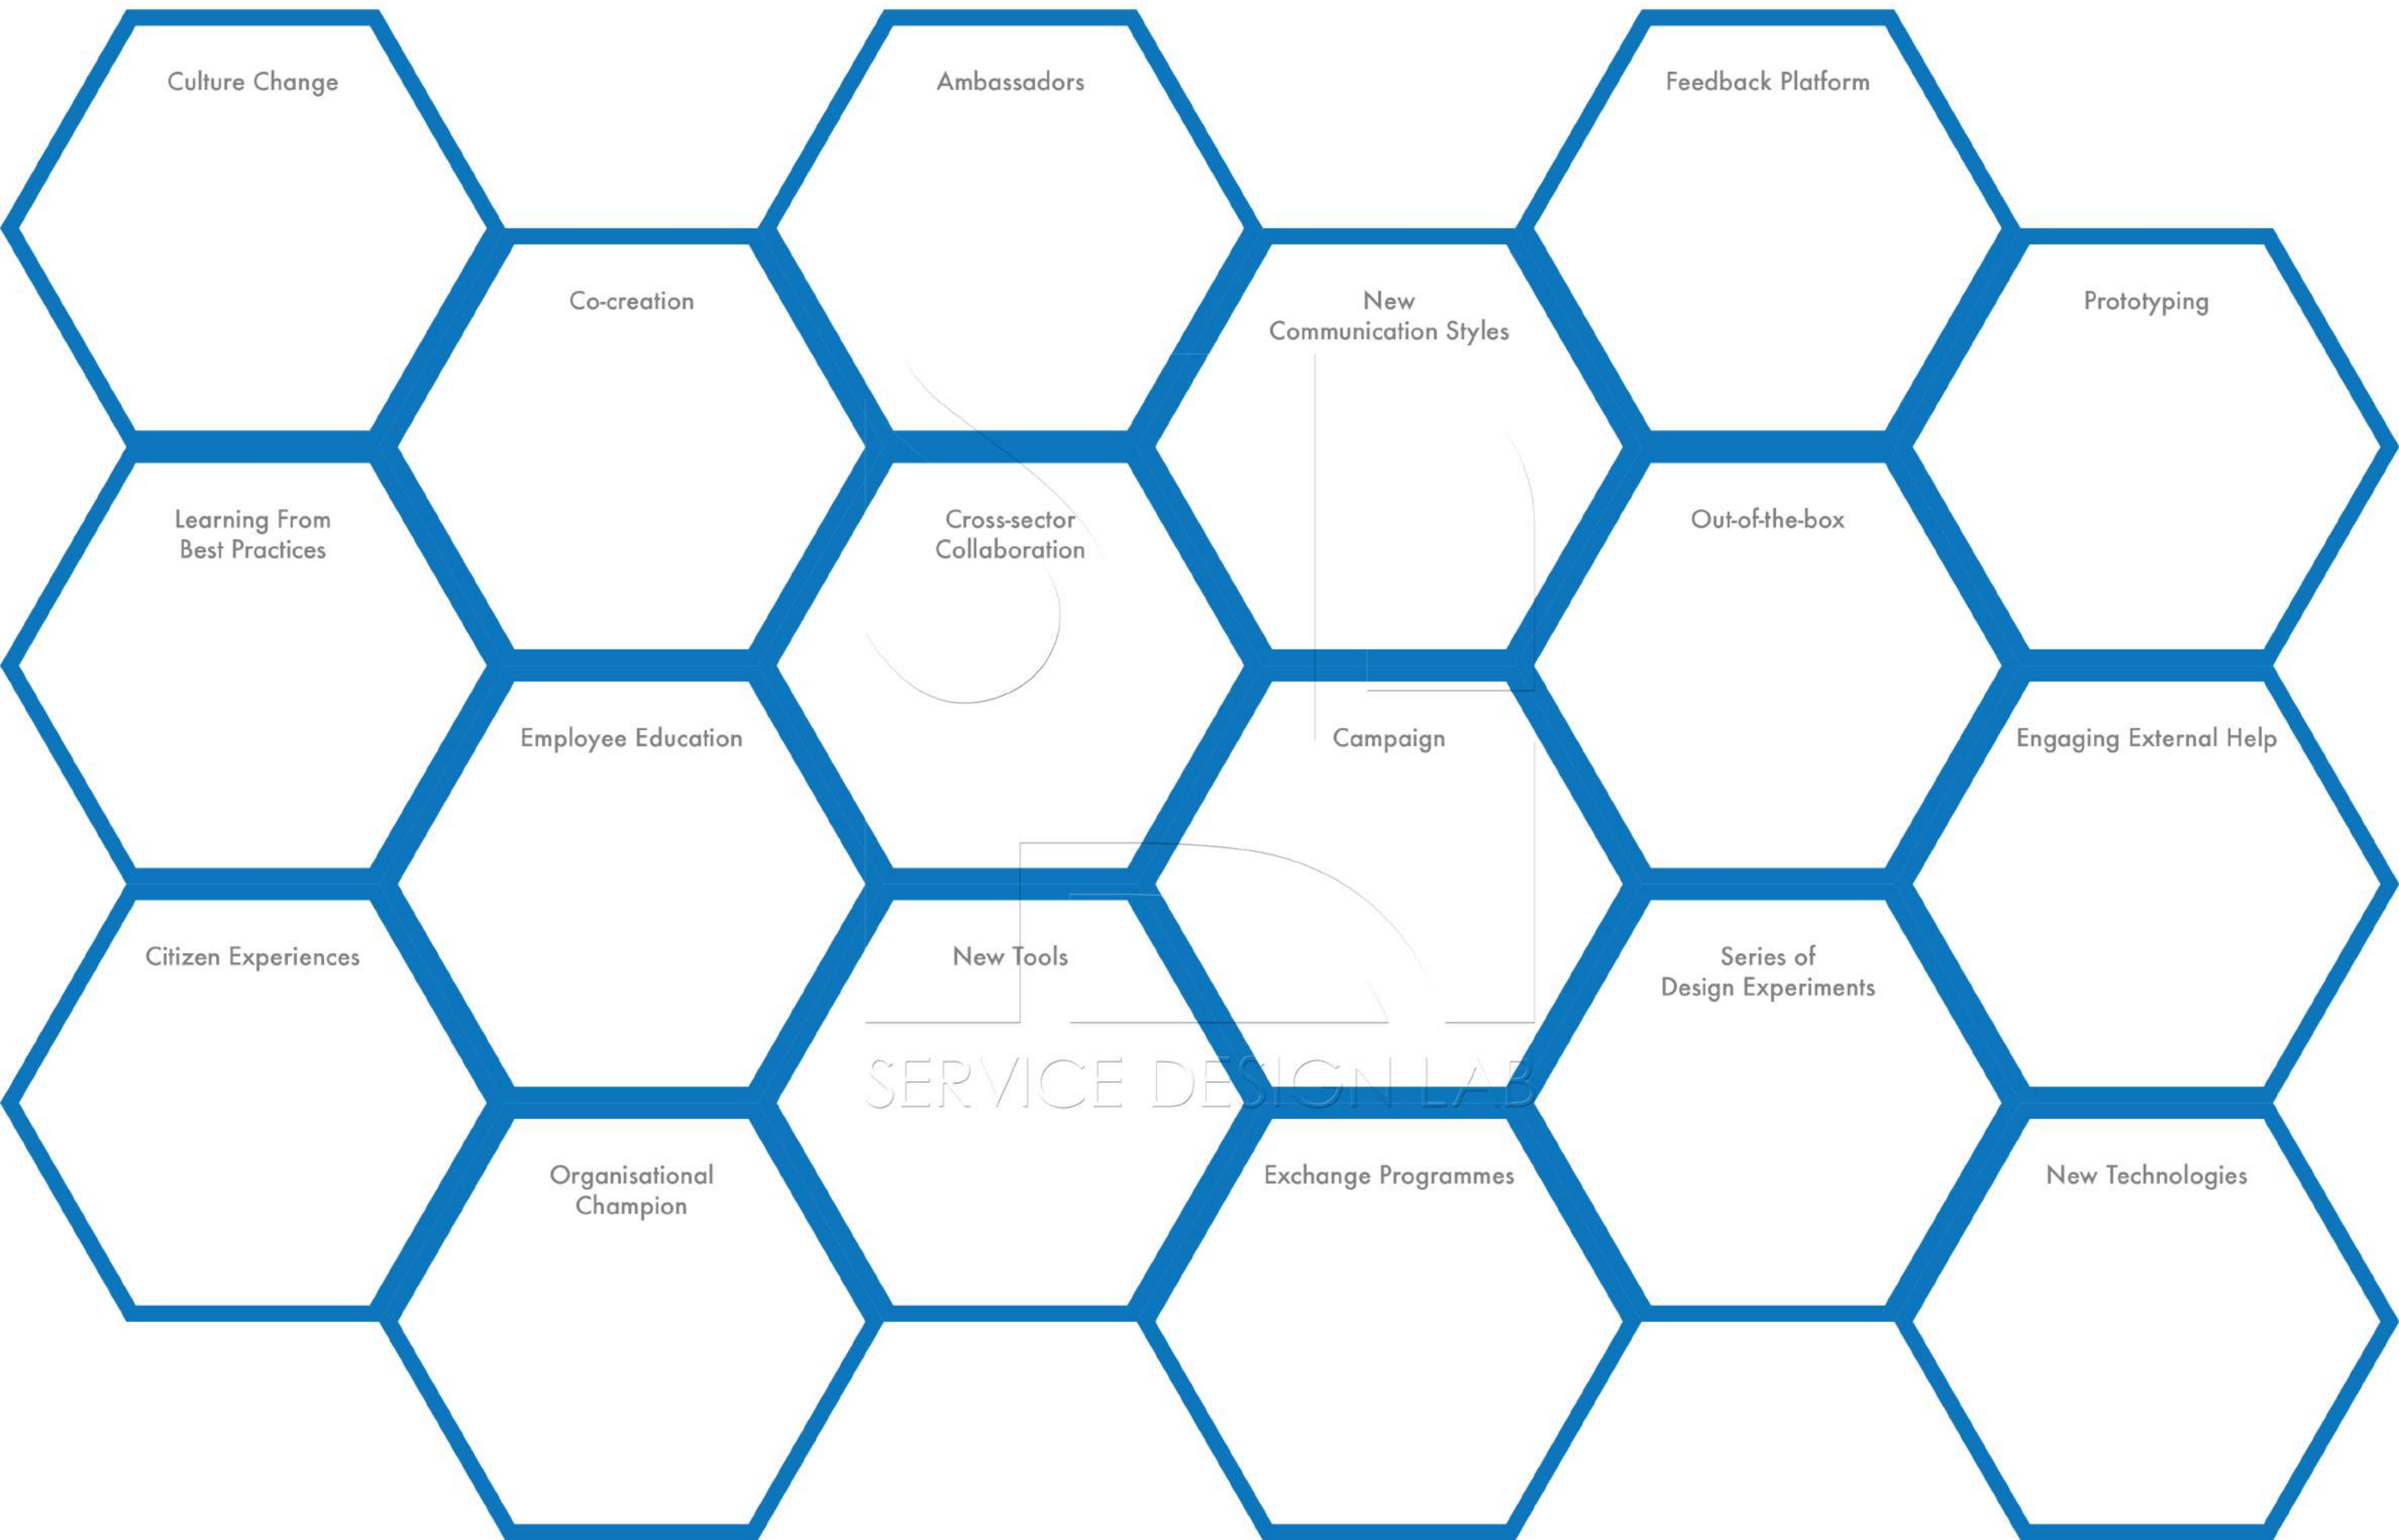 Culture Change
Ambassadors
Feedback Platform
Co-creation
New
Communication Styles
Prototyping
Learning From
Best Practices
Cross-sector
Collaboration
Out-of-the-box
Employee Education
Campaign
Engaging External Help
Citizen Experiences
New Tools
Series of
Design Experiments
SERVICE DESIGN LAB
Organisational
Champion
Exchange Programmes
New Technologies